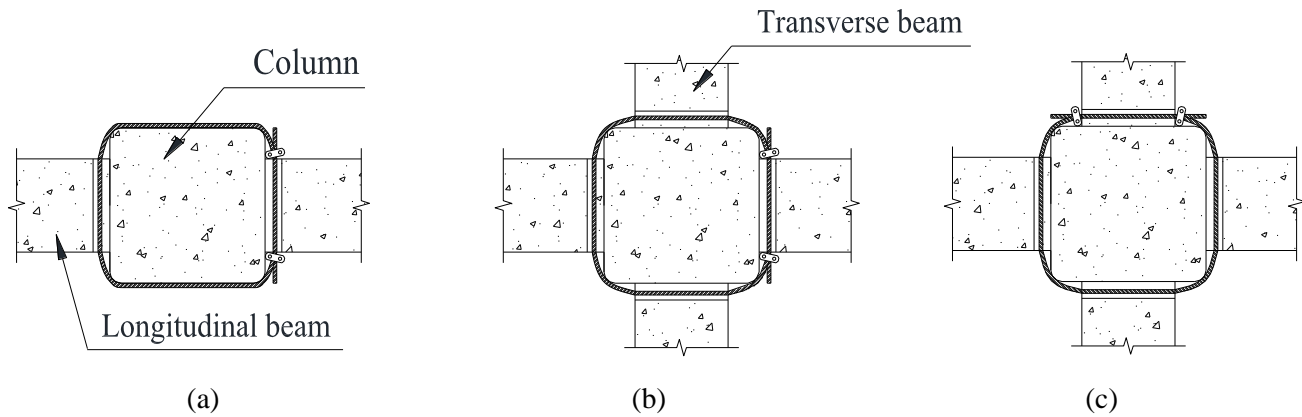 Transverse beam
Column
Longitudinal beam
(a)
(b)
(c)